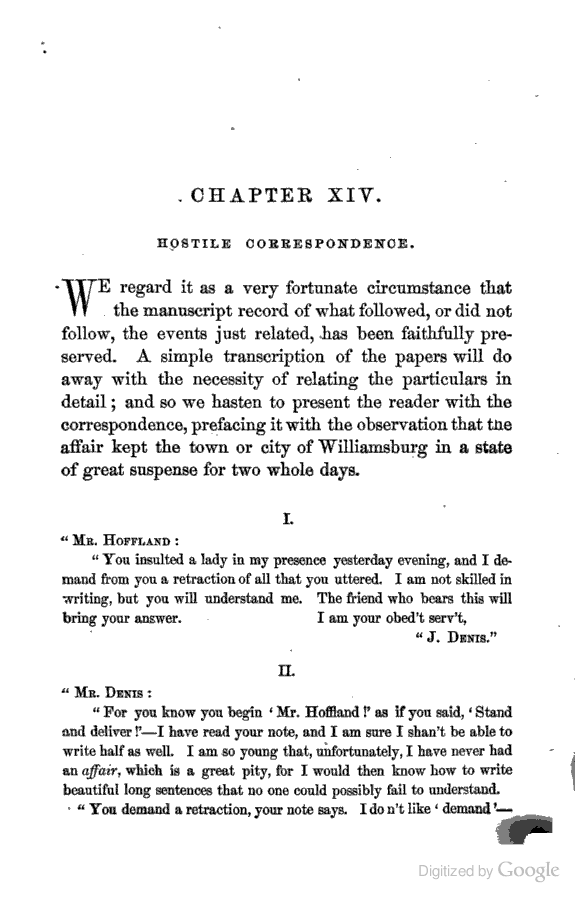 CHAPTER XIV.
HOSTILE CORRESPONDENCE.
WE regard it as a very fortunate circumstance that
the manuscript record of what followed, or did not
follow, the events just related, has been faithfully pre-
served. A simple transcription of the papers will do
away with the necessity of relating the particulars in
detail; and so we hasten to present the reader with the
correspondence, prefacing it with the observation that the
affair kept the town or city of Williamsburg in a state
of great suspense for two whole days.
I.
“ MR. HOFFLAND :
“ You insulted a lady in my presence yesterday evening, and I de-
mand from you a retraction of all that you uttered. I am not skilled in
writing, but you will understand me. The friend who bears this will
bring your answer. I am your obed't serv't,
“ J. DENIS.”
II.
“ MR. DENIS :
“ For you know you begin ‘ Mr. Hoffland !’ as if you said, ‘ Stand
and deliver !’—I have read your note, and I am sure I shan't be able to
write half as well. I am so young that, unfortunately, I have never had
an affair, which is a great pity, for I would then know how to write
beautiful long sentences that no one could possibly fail to understand.
“ You demand a retraction, your note says. I do n't like ‘ demand ’—
Digitized by Google